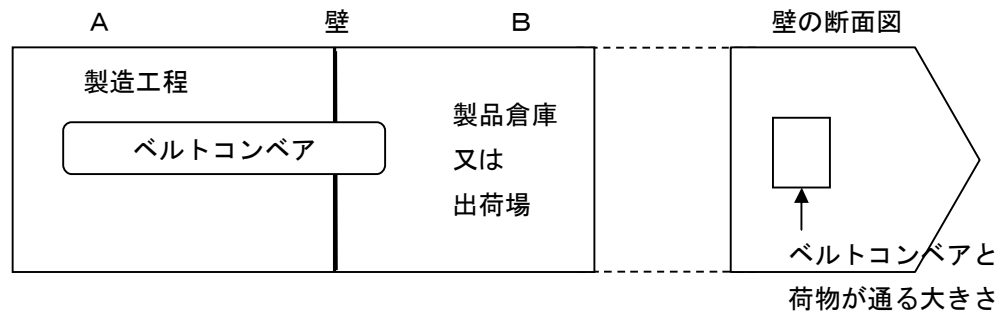 A
壁
B
壁の断面図
製造工程
ベルトコンベア
製品倉庫
又は
出荷場
ベルトコンベアと
荷物が通る大きさ